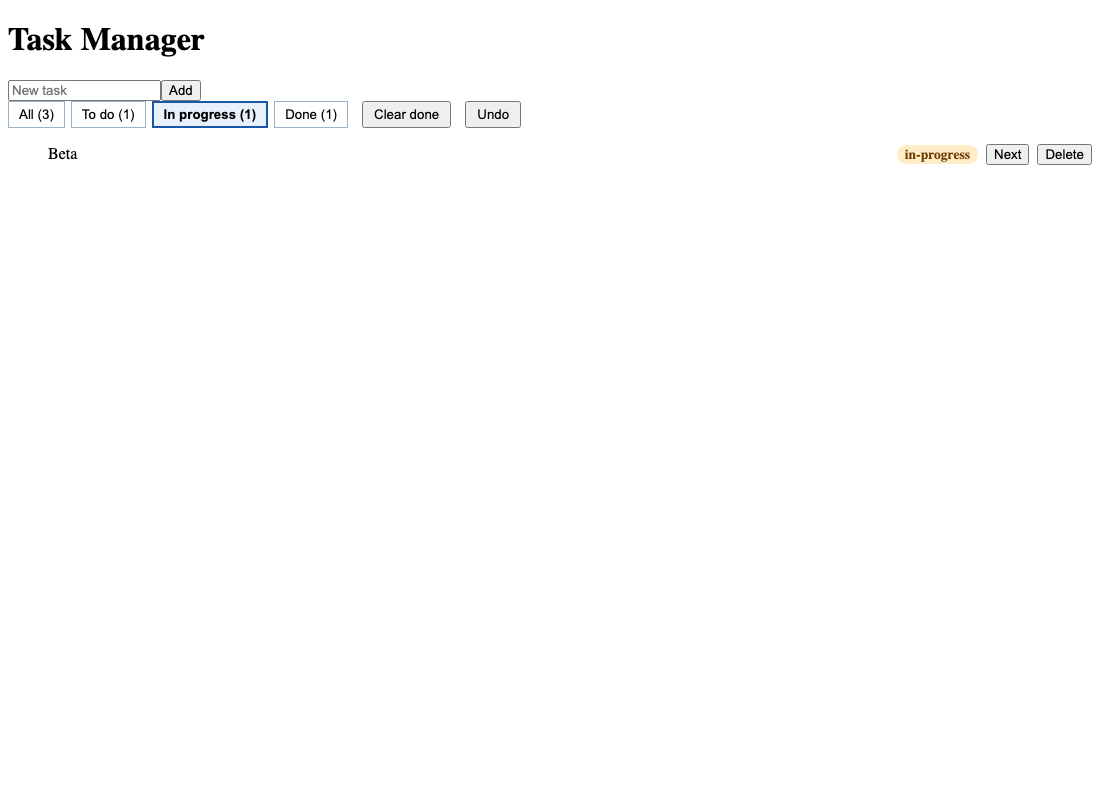 Task Manager
New task Add
All (3) To do (1) In progress (1) Done (1) Clear done Undo
Beta in-progress Next Delete